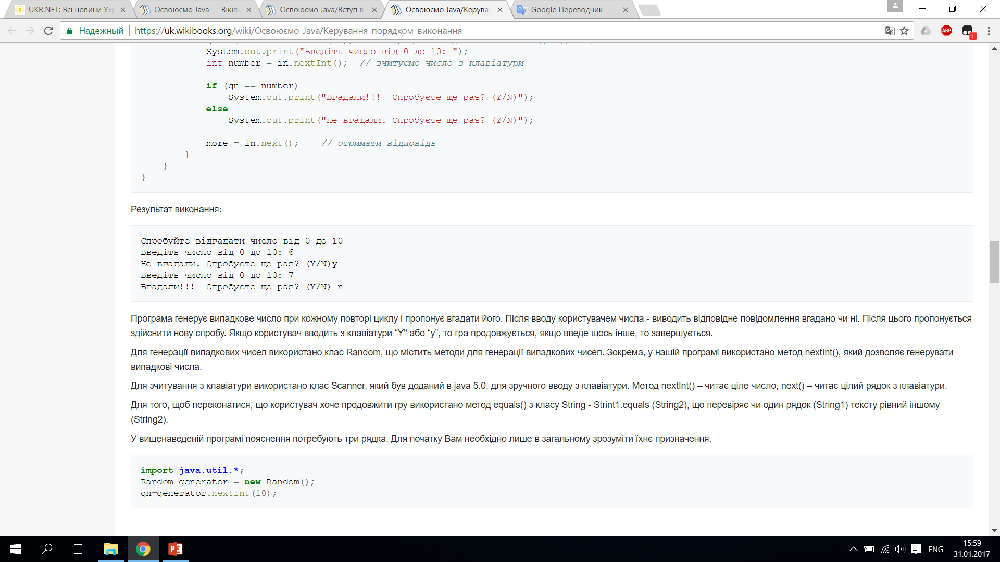 UKR.NET: Всі новини Укр
Освоюємо Java — Вікіпі
Освоюємо Java/Вступ в
Освоюємо Java/Керуван
Google Переводчик
Надежный
https://uk.wikibooks.org/wiki/Освоюємо_Java/Керування_порядком_виконання
ABP
1
System.out.print("Введіть число від 0 до 10: ");
int number = in.nextInt(); // зчитуємо число з клавіатури
if (gn == number)
System.out.print("Вгадали!!! Спробуєте ще раз? (Y/N)");
else
System.out.print("Не вгадали. Спробуєте ще раз? (Y/N)");
more = in.next(); // отримати відповідь
}
}
}
Результат виконання:
Спробуйте відгадати число від 0 до 10
Введіть число від 0 до 10: 6
Не вгадали. Спробуєте ще раз? (Y/N)y
Введіть число від 0 до 10: 7
Вгадали!!! Спробуєте ще раз? (Y/N) n
Програма генерує випадкове число при кожному повторі циклу і пропонує вгадати його. Після вводу користувачем числа - виводить відповідне повідомлення вгадано чи ні. Після цього пропонується
здійснити нову спробу. Якщо користувач вводить з клавіатури “Y" або “y”, то гра продовжується, якщо введе щось інше, то завершується.
Для генерації випадкових чисел використано клас Random, що містить методи для генерації випадкових чисел. Зокрема, у нашій програмі використано метод nextInt(), який дозволяє генерувати
випадкові числа.
Для зчитування з клавіатури використано клас Scanner, який був доданий в java 5.0, для зручного вводу з клавіатури. Метод nextInt() – читає ціле число, next() – читає цілий рядок з клавіатури.
Для того, щоб переконатися, що користувач хоче продовжити гру використано метод equals() з класу String - Strint1.equals (String2), що перевіряє чи один рядок (String1) тексту рівний іншому
(String2).
У вищенаведеній програмі пояснення потребують три рядка. Для початку Вам необхідно лише в загальному зрозуміти їхнє призначення.
import java.util.*;
Random generator = new Random();
gn=generator.nextInt(10);
ENG
15:59
31.01.2017